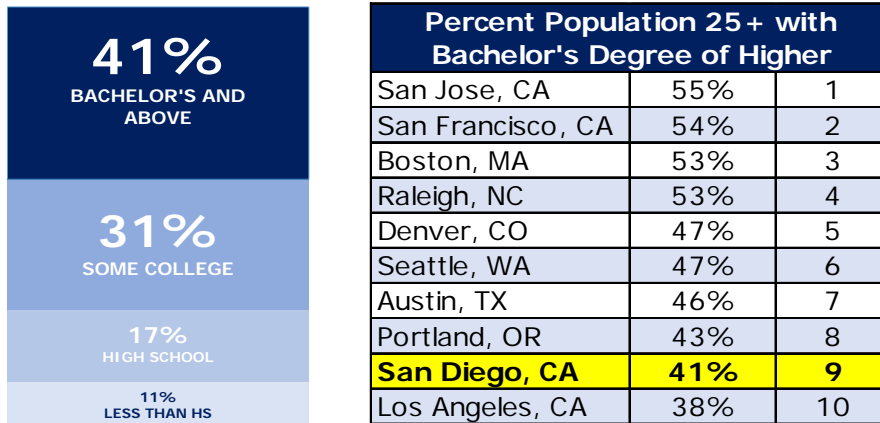 41%
BACHELOR'S AND
ABOVE
31%
SOME COLLEGE
17%
HIGH SCHOOL
11%
LESS THAN HS
Percent Population 25+ with
Bachelor's Degree of Higher
San Jose, CA 55% 1
San Francisco, CA 54% 2
Boston, MA 53% 3
Raleigh, NC 53% 4
Denver, CO 47% 5
Seattle, WA 47% 6
Austin, TX 46% 7
Portland, OR 43% 8
San Diego, CA 41% 9
Los Angeles, CA 38% 10